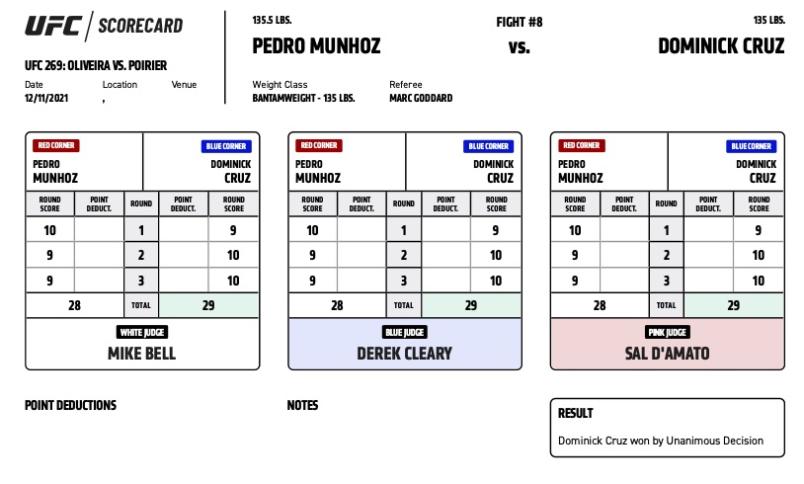 UFC / SCORECARD
UFC 269: OLIVEIRA VS. POIRIER
Date Location Venue
12/11/2021 ,
135.5 LBS. FIGHT #8 135 LBS.
PEDRO MUNHOZ VS. DOMINICK CRUZ
Weight Class Referee
BANTAMWEIGHT - 135 LBS. MARC GODDARD
RED CORNER BLUE CORNER
PEDRO DOMINICK
MUNHOZ CRUZ
ROUND SCORE POINT DEDUCT. ROUND POINT DEDUCT. ROUND SCORE
10 1 9
9 2 10
9 3 10
28 TOTAL 29
WHITE JUDGE
MIKE BELL
RED CORNER BLUE CORNER
PEDRO DOMINICK
MUNHOZ CRUZ
ROUND SCORE POINT DEDUCT. ROUND POINT DEDUCT. ROUND SCORE
10 1 9
9 2 10
9 3 10
28 TOTAL 29
BLUE JUDGE
DEREK CLEARY
RED CORNER BLUE CORNER
PEDRO DOMINICK
MUNHOZ CRUZ
ROUND SCORE POINT DEDUCT. ROUND POINT DEDUCT. ROUND SCORE
10 1 9
9 2 10
9 3 10
28 TOTAL 29
PINK JUDGE
SAL D'AMATO
POINT DEDUCTIONS
NOTES
RESULT
Dominick Cruz won by Unanimous Decision